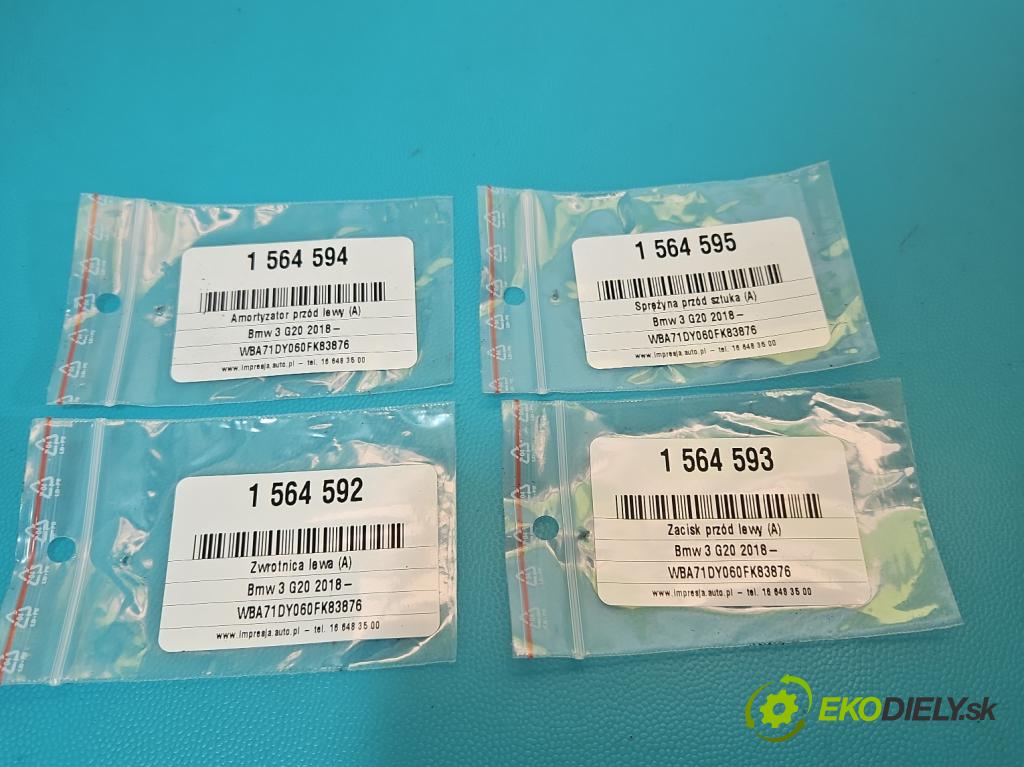 1 564 594
Amortyzator przód lewy (A)
Bmw 3 G20 2018–
WBA71DY060FK83876
www.impresja.auto.pl – tel. 16 648 35 00
1 564 595
Sprężyna przód sztuka (A)
Bmw 3 G20 2018–
WBA71DY060FK83876
www.impresja.auto.pl – tel. 16 648 35 00
1 564 592
Zwrotnica lewa (A)
Bmw 3 G20 2018–
WBA71DY060FK83876
www.impresja.auto.pl – tel. 16 648 35 00
1 564 593
Zacisk przód lewy (A)
Bmw 3 G20 2018–
WBA71DY060FK83876
www.impresja.auto.pl – tel. 16 648 35 00
EKODIELY.sk